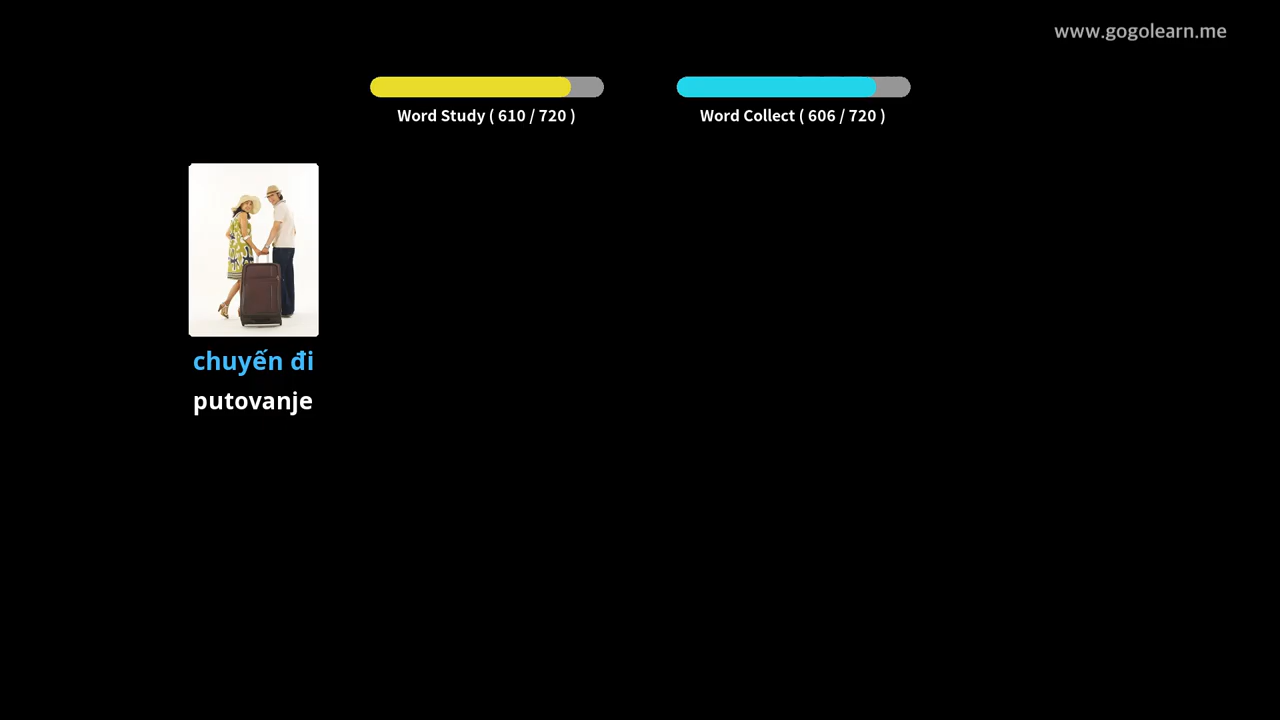 www.gogolearn.me
Word Study ( 610 / 720 )
Word Collect ( 606 / 720 )
chuyến đi
putovanje